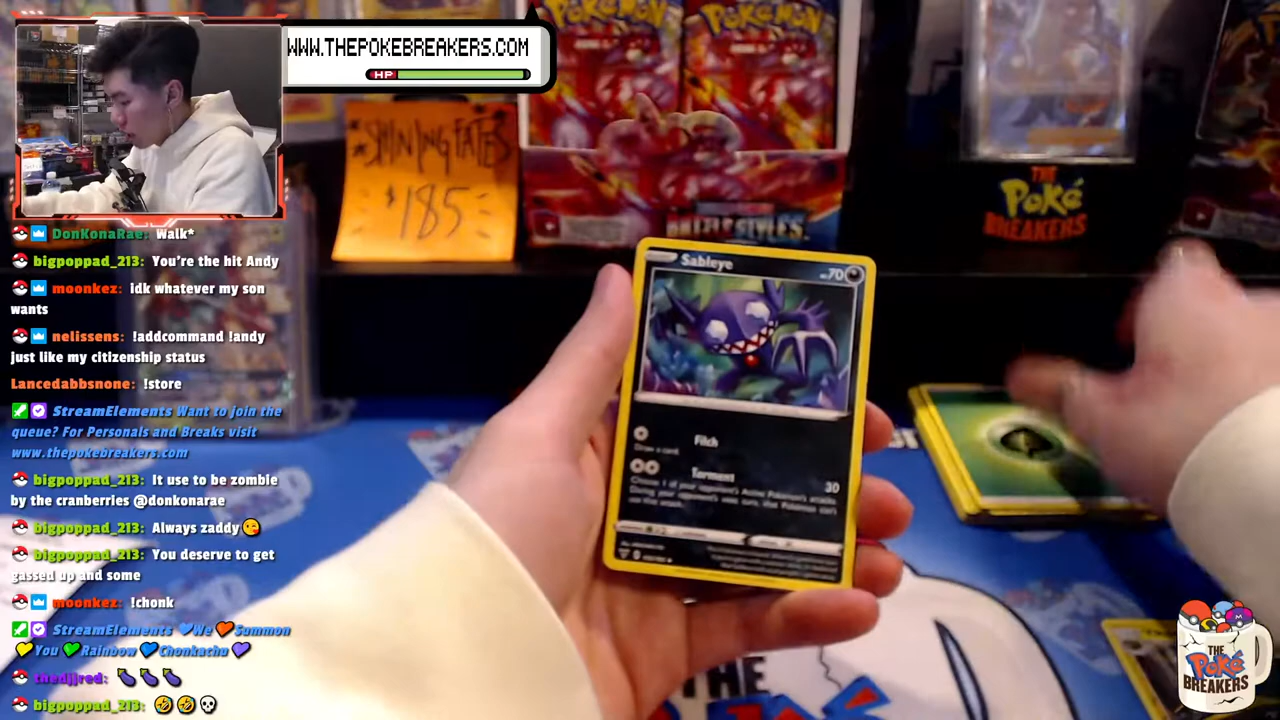 WWW.THEPOKEBREAKERS.COM
HP
POKéMON
POKéMON
SHINING FATES
$185
BATTLE STYLES.
THE
Poké
BREAKERS
DonKonaRae: Walk*
bigpoppad_213: You're the hit Andy
moonkez: idk whatever my son
wants
nelissens: !addcommand !andy
just like my citizenship status
Lancedabbsnone: !store
StreamElements Want to join the
queue? For Personals and Breaks visit
www.thepokebreakers.com
bigpoppad_213: It use to be zombie
by the cranberries @donkonarae
bigpoppad_213: Always zaddy😘
bigpoppad_213: You deserve to get
gassed up and some
moonkez: !chonk
StreamElements 💙We 🧡Summon
💛You 💚Rainbow 💙Chonkachu 💜
thedjjred: 🍆🍆🍆
bigpoppad_213: 🤣🤣💀
Sableye
70
Filch
Draw a card.
Torment
30
THE
THE
Poké
BREAKERS